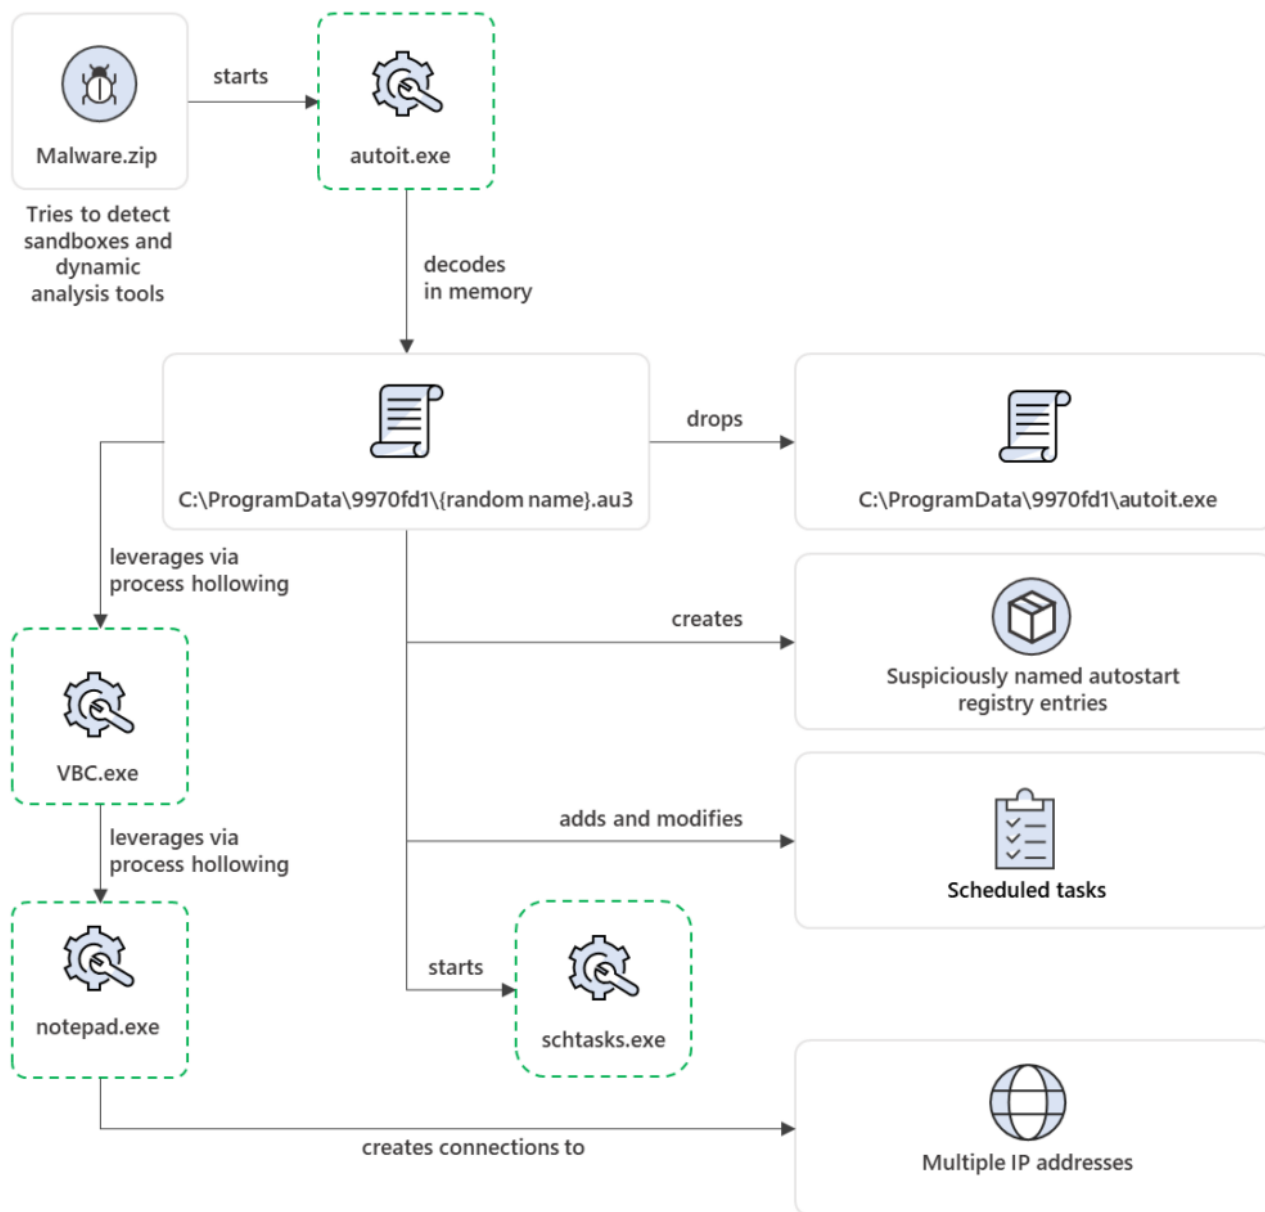 Malware.zip
starts
autoit.exe
Tries to detect
sandboxes and
dynamic
analysis tools
decodes
in memory
C:\ProgramData\9970fd1\{random name}.au3
drops
C:\ProgramData\9970fd1\autoit.exe
leverages via
process hollowing
creates
Suspiciously named autostart
registry entries
VBC.exe
adds and modifies
Scheduled tasks
leverages via
process hollowing
notepad.exe
starts
schtasks.exe
creates connections to
Multiple IP addresses